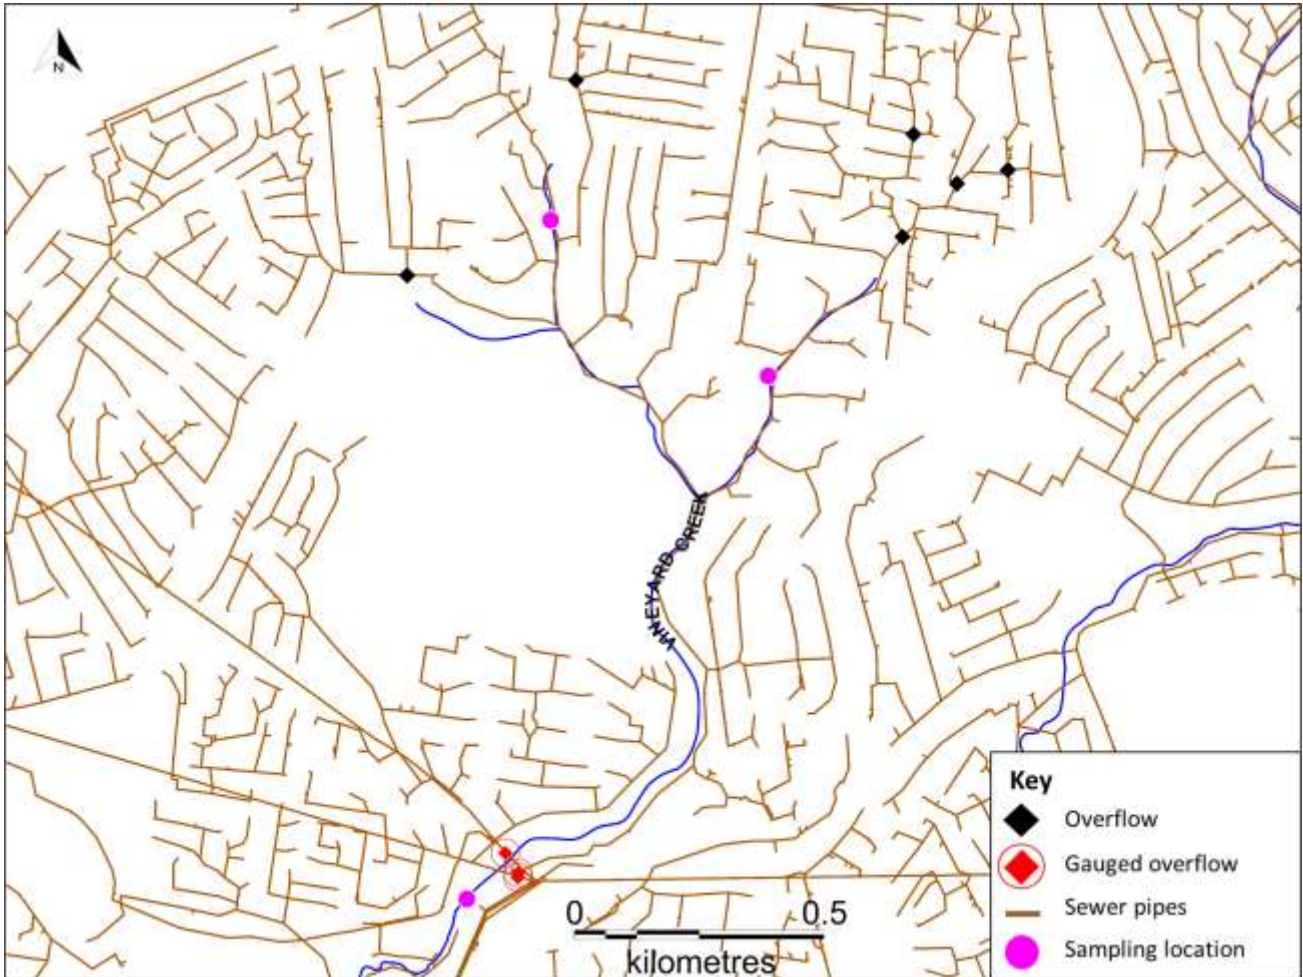 N
VINEYARD CREEK
0 0.5
kilometres
Key
Overflow
Gauged overflow
Sewer pipes
Sampling location